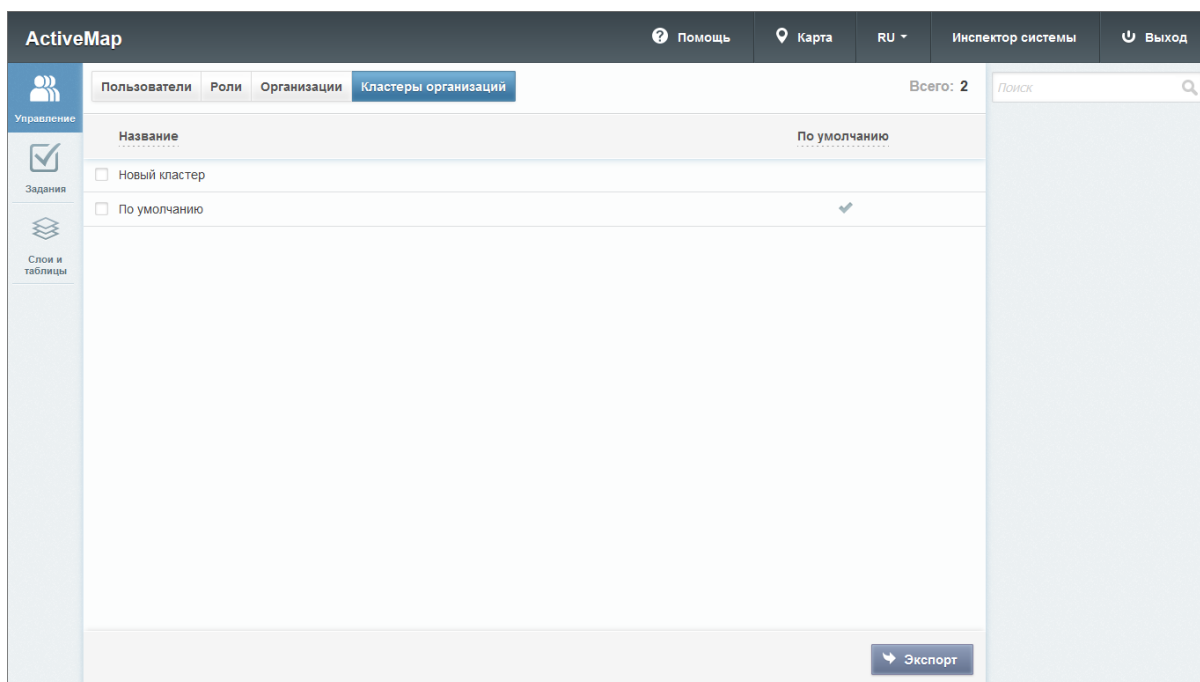 ActiveMap Помощь Карта RU Инспектор системы Выход
Управление
Задания
Слои и
таблицы
Пользователи Роли Организации Кластеры организаций Всего: 2
Поиск
Название По умолчанию
Новый кластер
По умолчанию
Экспорт